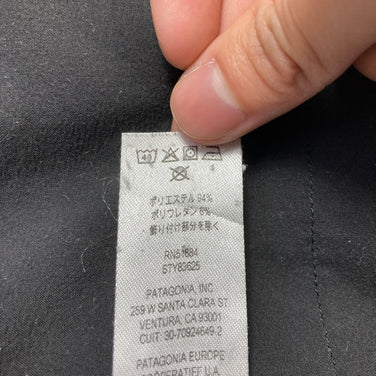 40
ポリエステル 94%
ポリウレタン 6%
飾り付け部分を除く
RN51884
STY83625
PATAGONIA, INC
259 W SANTA CLARA ST
VENTURA, CA 93001
CUIT: 30-70924649-2
PATAGONIA EUROPE
COOPERATIEF U.A